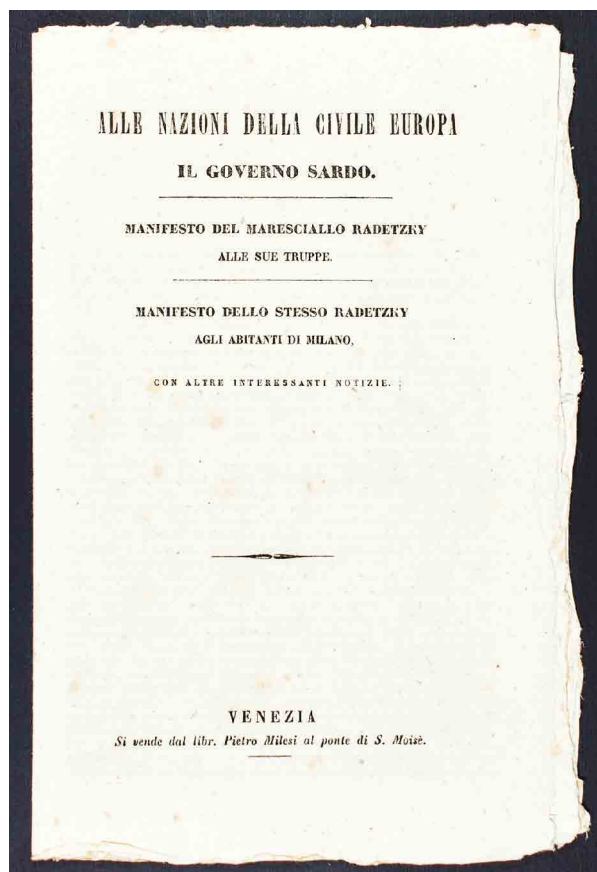 ALLE NAZIONI DELLA CIVILE EUROPA
IL GOVERNO SARDO.
MANIFESTO DEL MARESCIALLO RADETZKY
ALLE SUE TRUPPE.
MANIFESTO DELLO STESSO RADETZKY
AGLI ABITANTI DI MILANO,
CON ALTRE INTERESSANTI NOTIZIE.
VENEZIA
Si vende dal libr. Pietro Milesi al ponte di S. Moisè.